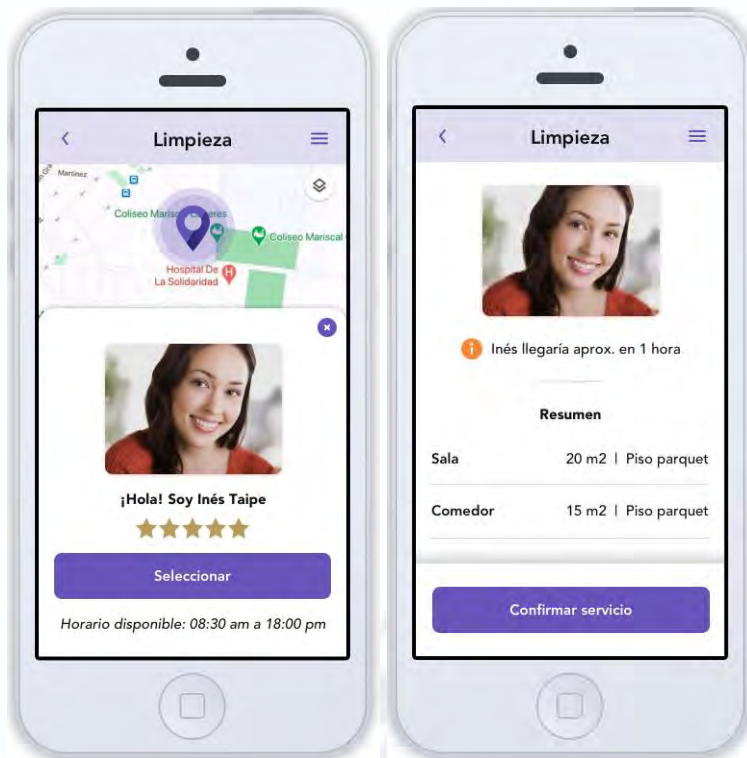 Limpieza
Martinez
Coliseo Mariscal
Coliseo Mariscal
Hospital De
La Solidaridad
H
¡Hola! Soy Inés Taipe
Seleccionar
Horario disponible: 08:30 am a 18:00 pm
Limpieza
Inés llegaría aprox. en 1 hora
Resumen
Sala 20 m2 | Piso parquet
Comedor 15 m2 | Piso parquet
Confirmar servicio